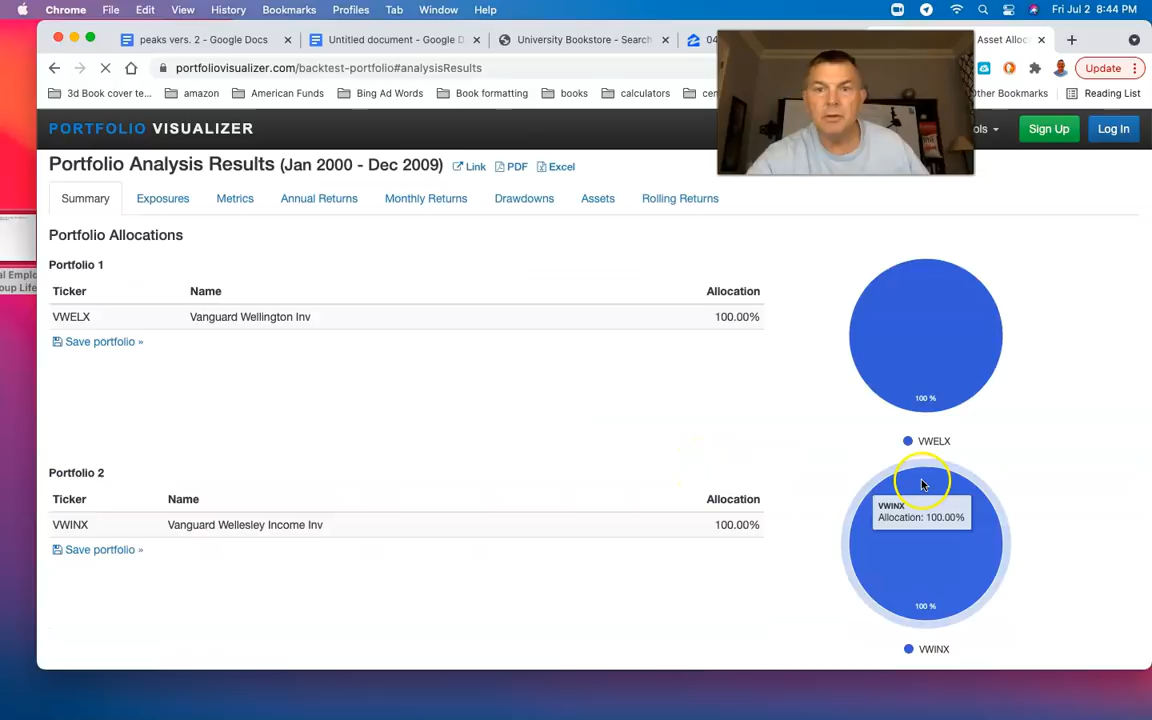 Chrome File Edit View History Bookmarks Profiles Tab Window Help Fri Jul 2 8:44 PM
peaks vers. 2 - Google Docs Untitled document - Google D University Bookstore - Search Asset Alloc
portfoliovisualizer.com/backtest-portfolio#analysisResults Update
3d Book cover te... amazon American Funds Bing Ad Words Book formatting books calculators Other Bookmarks Reading List
PORTFOLIO VISUALIZER Sign Up Log In
Portfolio Analysis Results (Jan 2000 - Dec 2009) Link PDF Excel
Summary Exposures Metrics Annual Returns Monthly Returns Drawdowns Assets Rolling Returns
Portfolio Allocations
Portfolio 1
Ticker Name Allocation
VWELX Vanguard Wellington Inv 100.00%
Save portfolio »
100 %
VWELX
Portfolio 2
Ticker Name Allocation
VWINX Vanguard Wellesley Income Inv 100.00%
Save portfolio »
VWINX
Allocation: 100.00%
100 %
VWINX